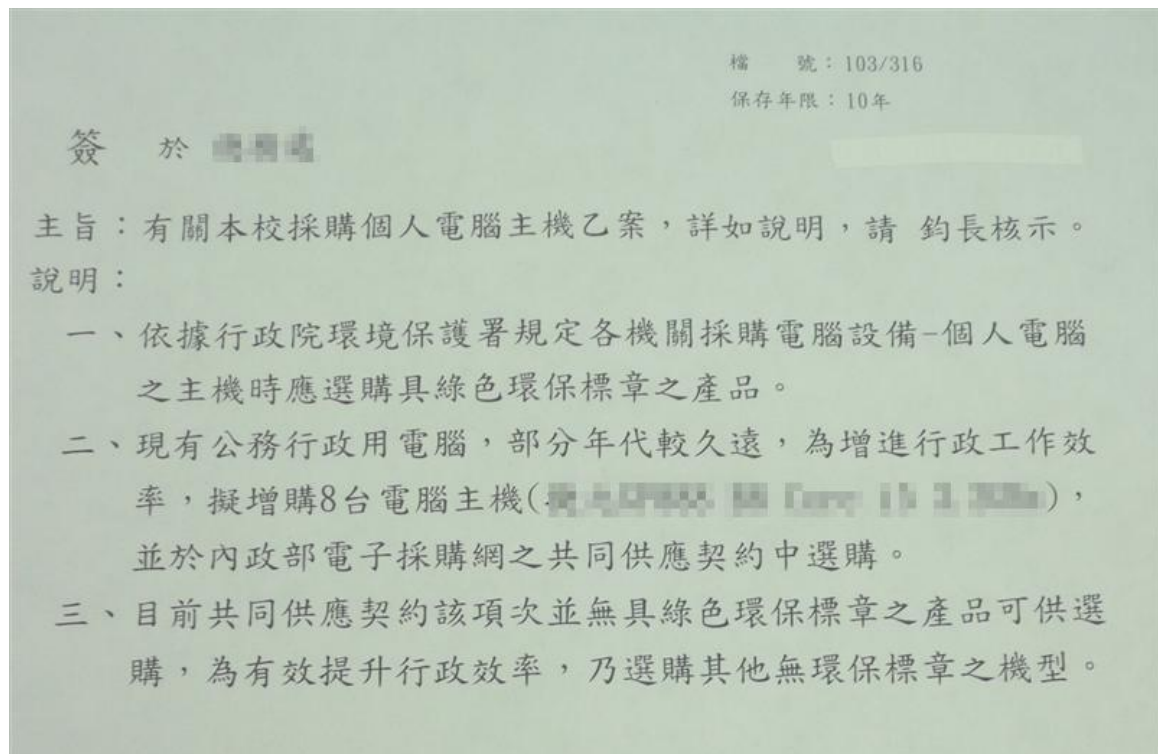 檔　　號：103/316
保存年限：10年
簽　於
主旨：有關本校採購個人電腦主機乙案，詳如說明，請 鈞長核示。
說明：
一、依據行政院環境保護署規定各機關採購電腦設備-個人電腦
之主機時應選購具綠色環保標章之產品。
二、現有公務行政用電腦，部分年代較久遠，為增進行政工作效
率，擬增購8台電腦主機(），
並於內政部電子採購網之共同供應契約中選購。
三、目前共同供應契約該項次並無具綠色環保標章之產品可供選
購，為有效提升行政效率，乃選購其他無環保標章之機型。